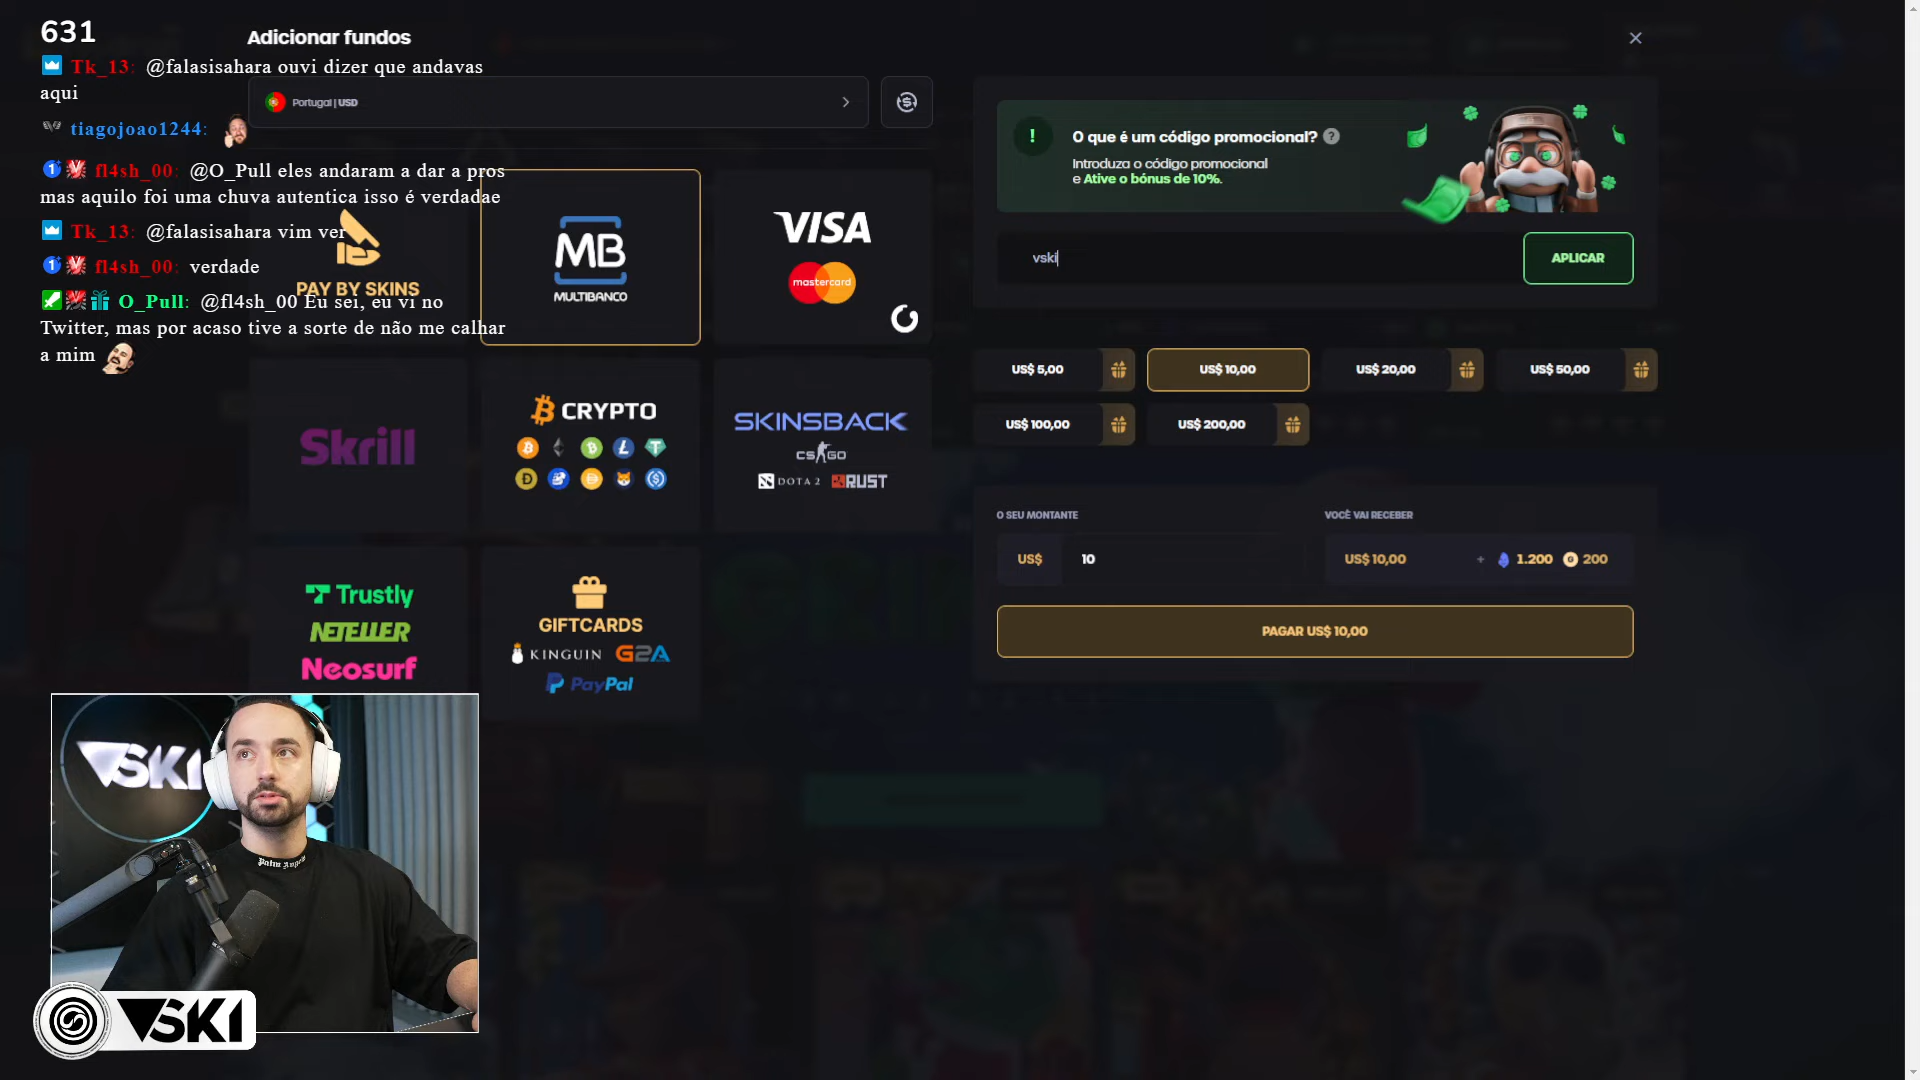 631
Tk_13: @falasisahara ouvi dizer que andavas
aqui
tiagojoao1244:
fl4sh_00: @O_Pull eles andaram a dar a pros
mas aquilo foi uma chuva autentica isso é verdadae
Tk_13: @falasisahara vim ver
fl4sh_00: verdade
O_Pull: @fl4sh_00 Eu sei, eu vi no
Twitter, mas por acaso tive a sorte de não me calhar
a mim
Adicionar fundos
Portugal | USD
PAY BY SKINS
MB
MULTIBANCO
VISA
mastercard
Skrill
CRYPTO
SKINSBACK
CS GO
DOTA 2 RUST
Trustly
NETELLER
Neosurf
GIFTCARDS
KINGUIN G2A
PayPal
O que é um código promocional? ?
Introduza o código promocional
e Ative o bónus de 10%.
vski
APLICAR
US$ 5,00
US$ 10,00
US$ 20,00
US$ 50,00
US$ 100,00
US$ 200,00
O SEU MONTANTE
VOCÊ VAI RECEBER
US$ 10
US$ 10,00 + 1.200 200
PAGAR US$ 10,00
VSKI
Palm Angels
VSKI